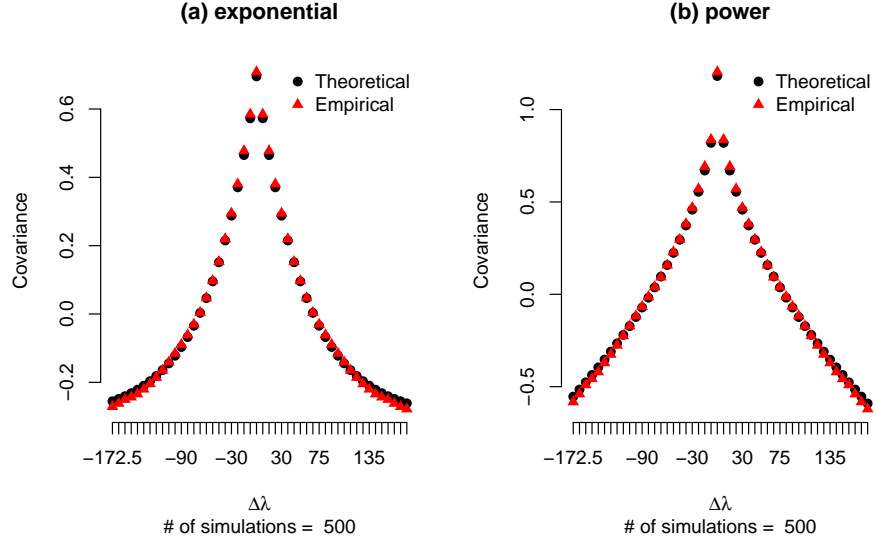 (a) exponential
Theoretical
Empirical
Covariance
0.6
0.4
0.2
0.0
−0.2
−172.5 −90 −30 30 75 135
Δλ
# of simulations = 500
(b) power
Theoretical
Empirical
Covariance
1.0
0.5
0.0
−0.5
−172.5 −90 −30 30 75 135
Δλ
# of simulations = 500